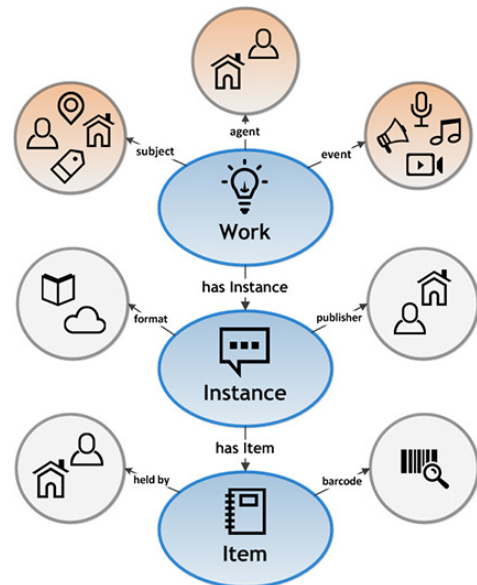 agent
subject
event
Work
has Instance
format
publisher
Instance
has Item
held by
barcode
Item